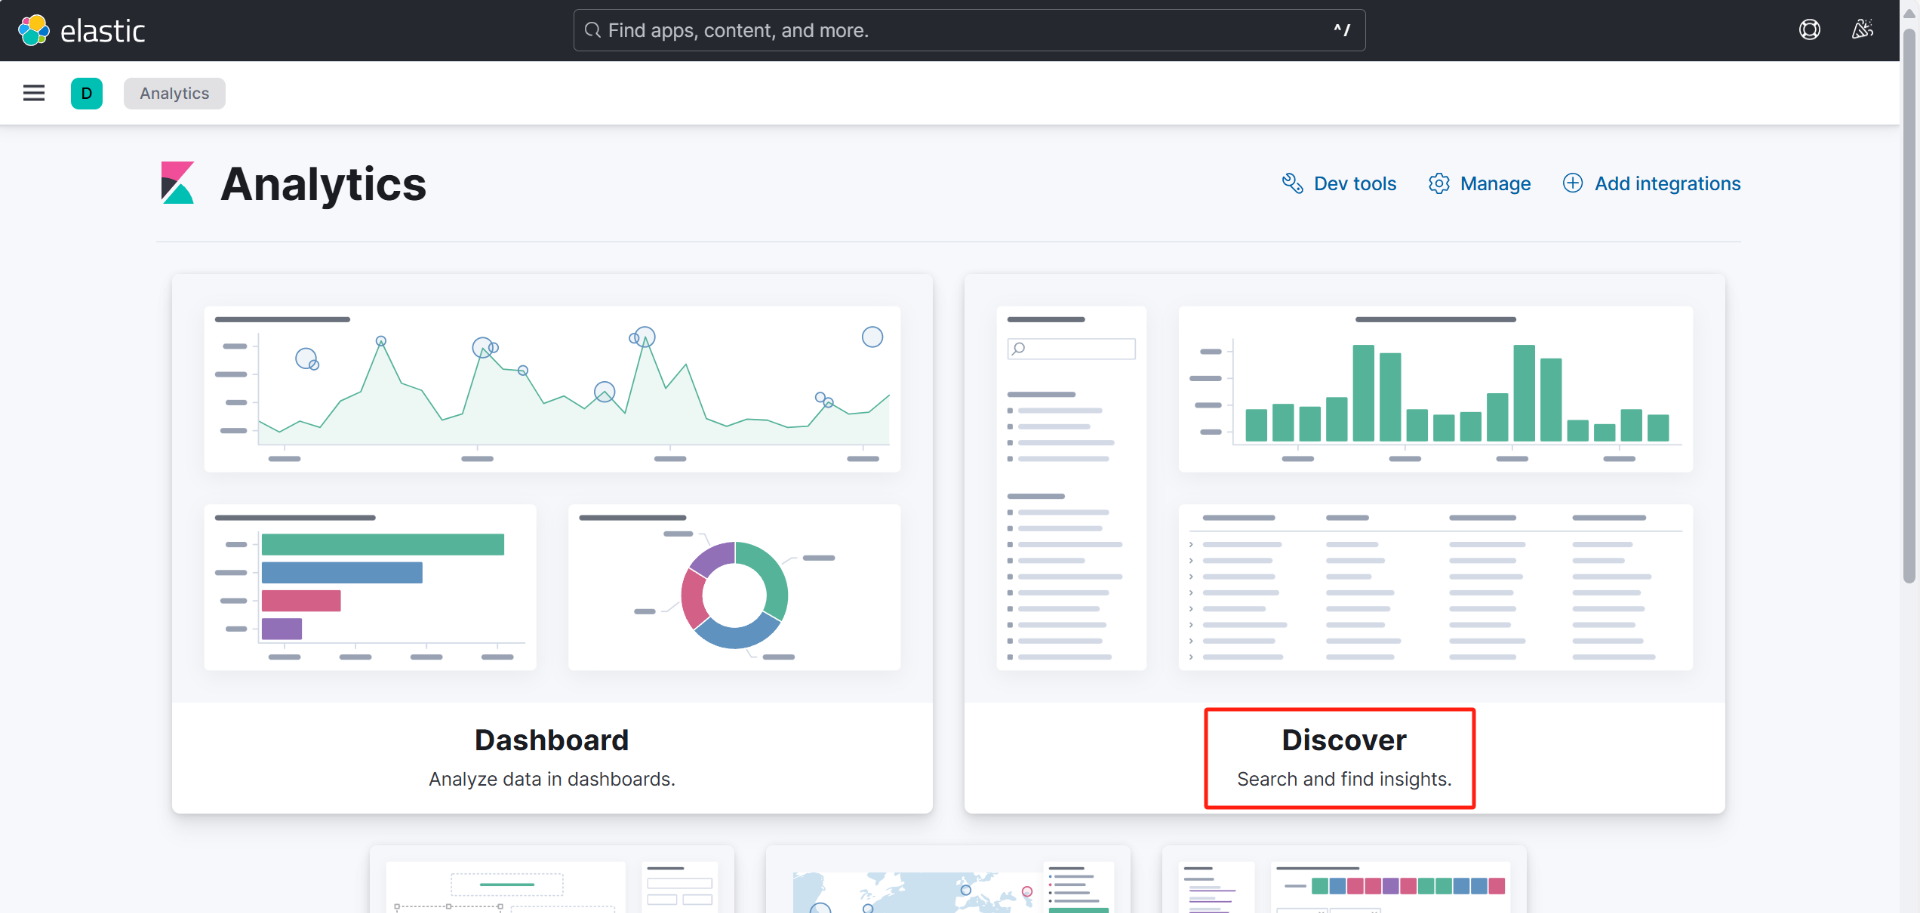 elastic
Find apps, content, and more.
^/
D
Analytics
Analytics
Dev tools
Manage
Add integrations
Dashboard
Analyze data in dashboards.
Discover
Search and find insights.